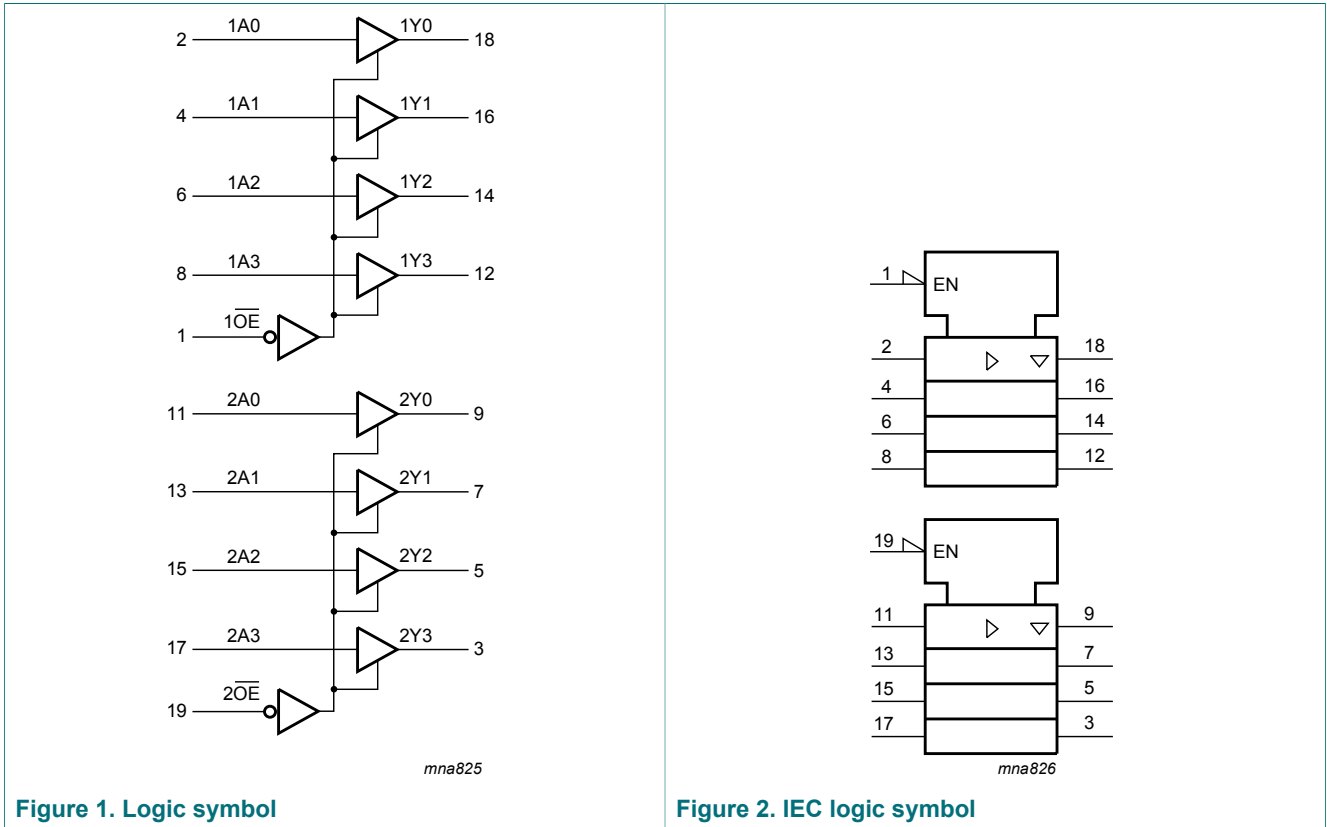 2 1A0 1Y0 18
4 1A1 1Y1 16
6 1A2 1Y2 14
8 1A3 1Y3 12
1 1O̅E̅
11 2A0 2Y0 9
13 2A1 2Y1 7
15 2A2 2Y2 5
17 2A3 2Y3 3
19 2O̅E̅
mna825
Figure 1. Logic symbol
1 EN
2 18
4 16
6 14
8 12
19 EN
11 9
13 7
15 5
17 3
mna826
Figure 2. IEC logic symbol